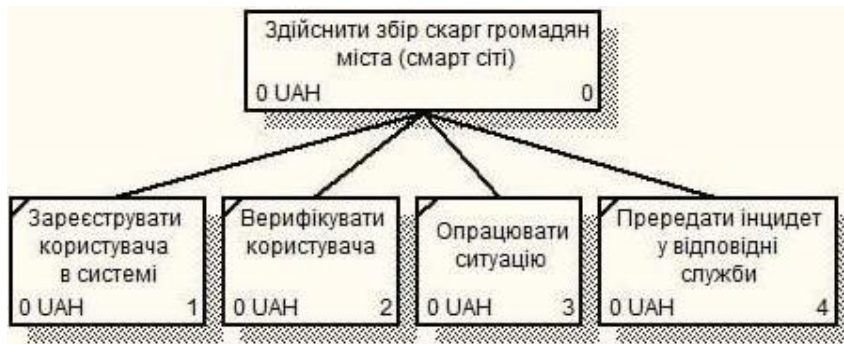 Здійснити збір скарг громадян
міста (смарт сіті)
0 UAH 0
Зареєструвати
користувача
в системі
0 UAH 1
Верифікувати
користувача
0 UAH 2
Опрацювати
ситуацію
0 UAH 3
Прередати інцидет
у відповідні
служби
0 UAH 4